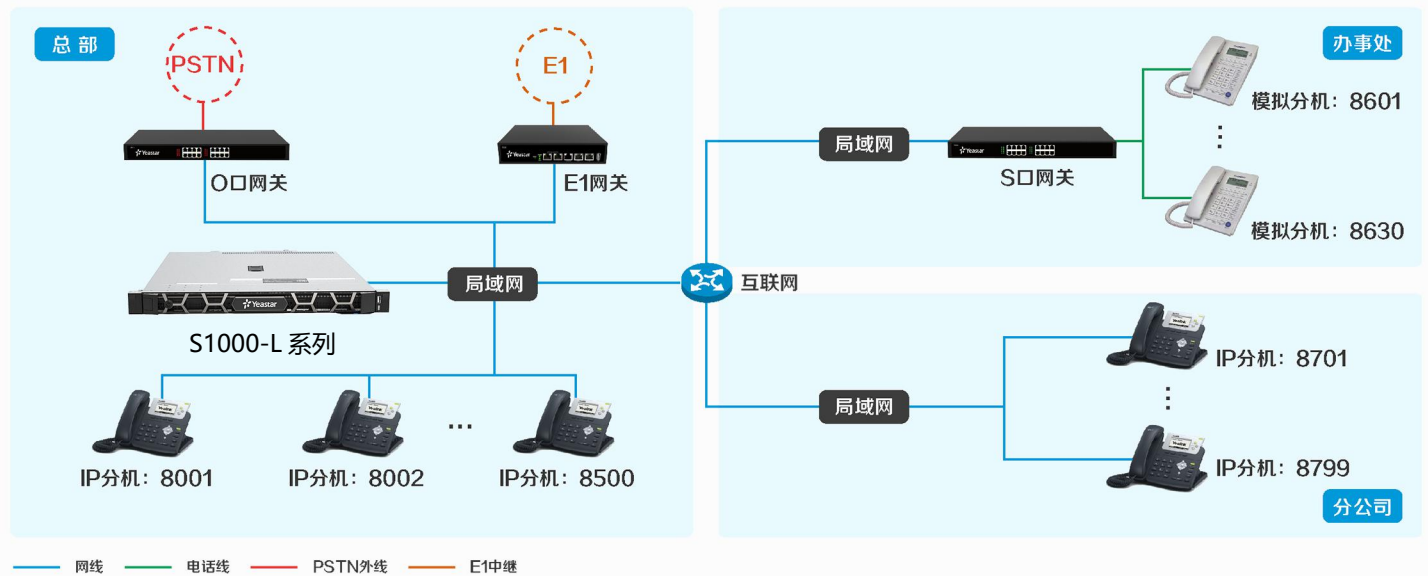 总 部
PSTN
E1
Yeastar
O口网关
Yeastar
E1网关
Yeastar
S1000-L 系列
局域网
互联网
IP分机：8001
IP分机：8002
...
IP分机：8500
办事处
局域网
Yeastar
S口网关
模拟分机：8601
模拟分机：8630
局域网
IP分机：8701
IP分机：8799
分公司
网线
电话线
PSTN外线
E1中继